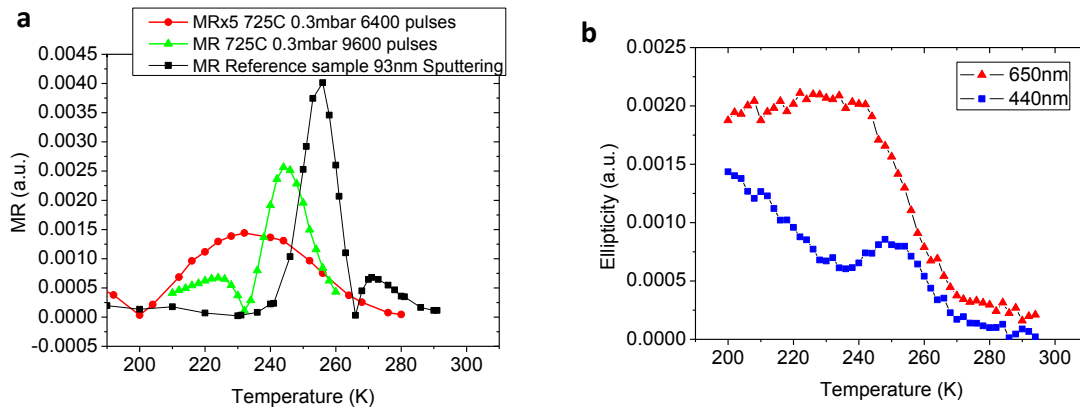 a
MRx5 725C 0.3mbar 6400 pulses
MR 725C 0.3mbar 9600 pulses
MR Reference sample 93nm Sputtering
0.0045
0.0040
0.0035
0.0030
0.0025
0.0020
0.0015
0.0010
0.0005
0.0000
-0.0005
MR (a.u.)
200 220 240 260 280 300
Temperature (K)
b
650nm
440nm
0.0020
0.0015
0.0010
0.0005
0.0000
Ellipticity (a.u.)
200 220 240 260 280 300
Temperature (K)